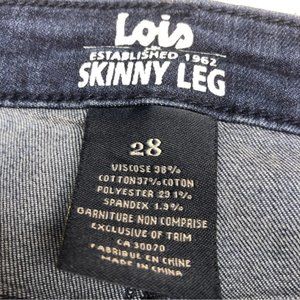 Lois
ESTABLISHED 1962
SKINNY LEG
28
VISCOSE 38%
COTTON 37% COTON
POLYESTER 23.1%
SPANDEX 1.9%
GARNITURE NON COMPRISE
EXCLUSIVE OF TRIM
CA 30070
FABRIQUE EN CHINE
MADE IN CHINA